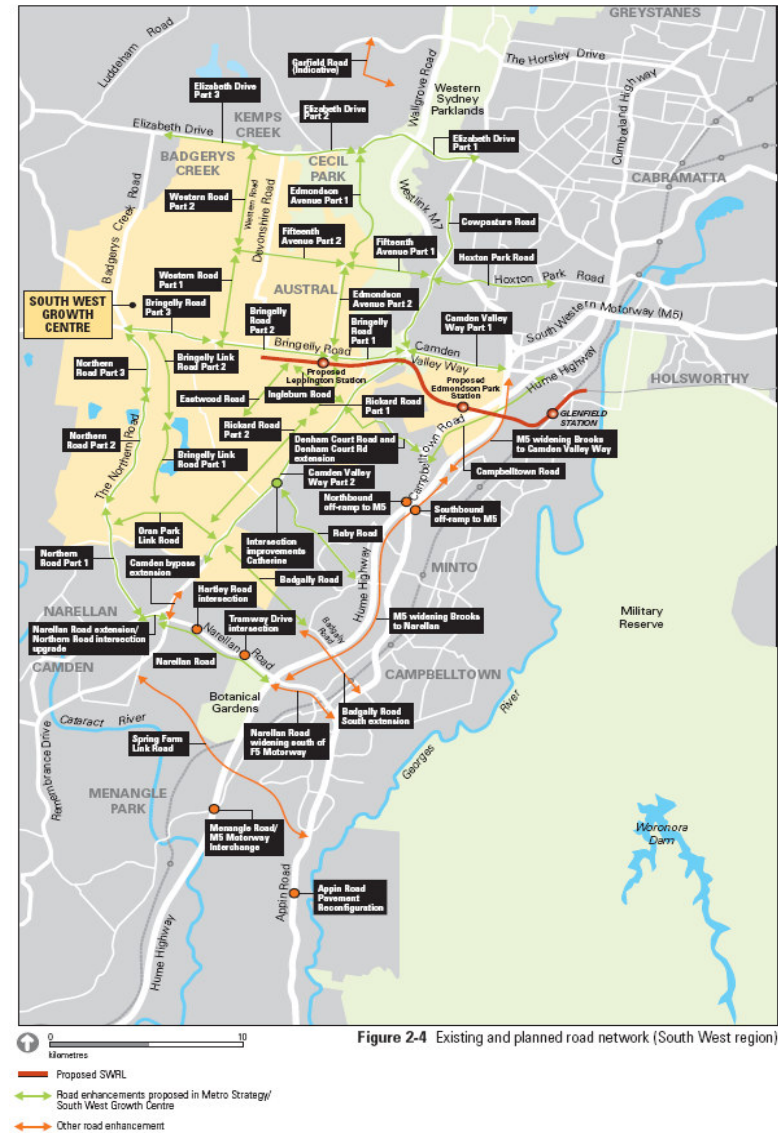 GREYSTANES
Luddeham Road
Garfield Road
(Indicative)
Wallgrove Road
The Horsley Drive
Cumberland Highway
Elizabeth Drive
Part 3
KEMPS
CREEK
Elizabeth Drive
Part 2
Western
Sydney
Parklands
Elizabeth Drive
Elizabeth Drive
Part 1
BADGERYS
CREEK
CECIL
PARK
CABRAMATTA
Badgerys Creek Road
Western Road
Part 2
Western Road
Devonshire Road
Edmondson
Avenue Part 1
Westlink M7
Cowpasture Road
Fifteenth
Avenue Part 2
Fifteenth
Avenue Part 1
Hoxton Park Road
Hoxton Park Road
Western Road
Part 1
AUSTRAL
SOUTH WEST
GROWTH
CENTRE
Bringelly Road
Part 3
Bringelly
Road
Part 2
Edmondson
Avenue Part 2
Bringelly
Road
Part 1
Camden Valley
Way Part 1
South Western Motorway (M5)
Bringelly Road
Camden
Valley Way
Northern
Road Part 3
Bringelly Link
Road Part 2
Proposed
Leppington Station
Proposed
Edmondson Park
Station
Hume Highway
HOLSWORTHY
Eastwood Road
Ingleburn Road
Rickard Road
Part 1
GLENFIELD
STATION
Rickard Road
Part 2
Northern
Road Part 2
The Northern Road
Bringelly Link
Road Part 1
Denham Court Road and
Denham Court Rd
extension
Campbelltown Road
M5 widening Brooks
to Camden Valley Way
Campbelltown Road
Camden Valley
Way Part 2
Northbound
off-ramp to M5
Southbound
off-ramp to M5
Oran Park
Link Road
Intersection
improvements
Catherine
Raby Road
Northern
Road Part 1
Camden bypass
extension
Badgally Road
Hume Highway
MINTO
Military
Reserve
NARELLAN
Hartley Road
intersection
Tramway Drive
intersection
Badgally
Road
M5 widening Brooks
to Narellan
Narellan Road extension/
Northern Road intersection
upgrade
Narellan Road
Narellan Road
CAMDEN
CAMPBELLTOWN
Botanical
Gardens
Badgally Road
South extension
Georges
River
Cataract River
Remembrance Drive
Spring Farm
Link Road
Narellan Road
widening south of
F5 Motorway
MENANGLE
PARK
Menangle Road/
M5 Motorway
Interchange
Woronora
Dam
Appin Road
Appin Road
Pavement
Reconfiguration
Hume Highway
Figure 2-4 Existing and planned road network (South West region)
0 10
kilometres
Proposed SWRL
Road enhancements proposed in Metro Strategy/
South West Growth Centre
Other road enhancement